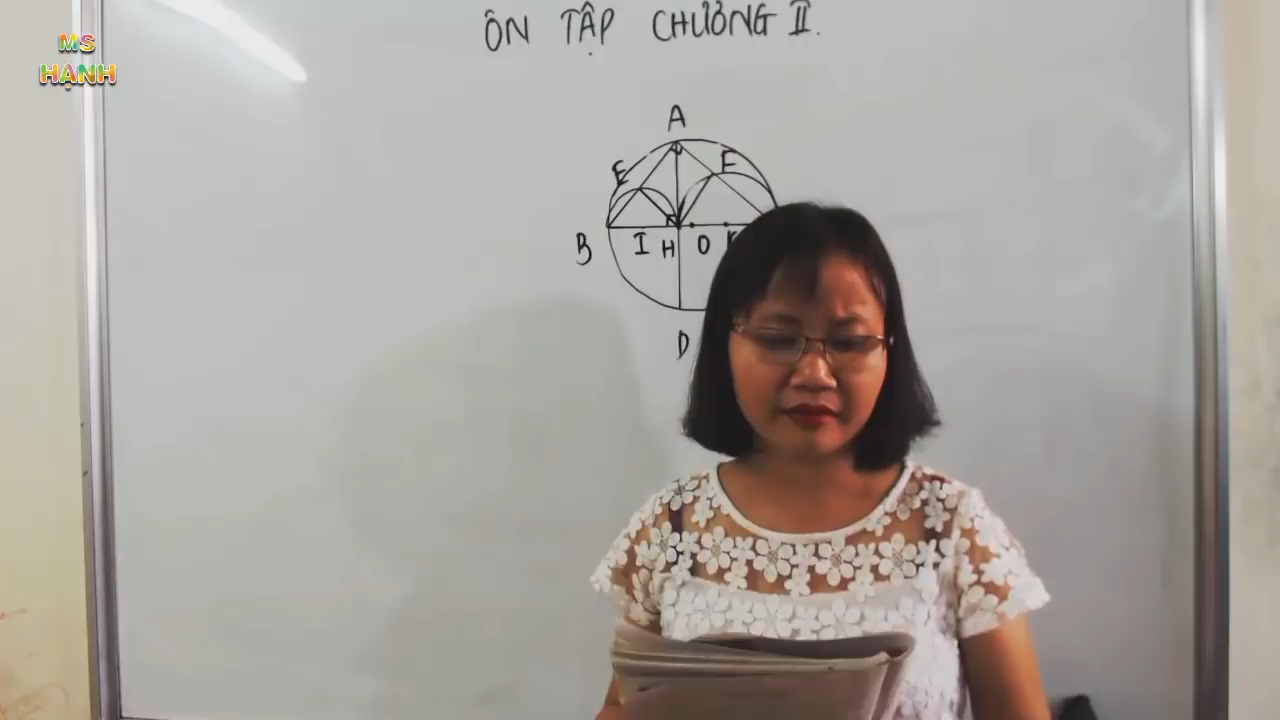 MS
HẠNH
ÔN TẬP CHƯƠNG II.
A
E F
B I H O
D